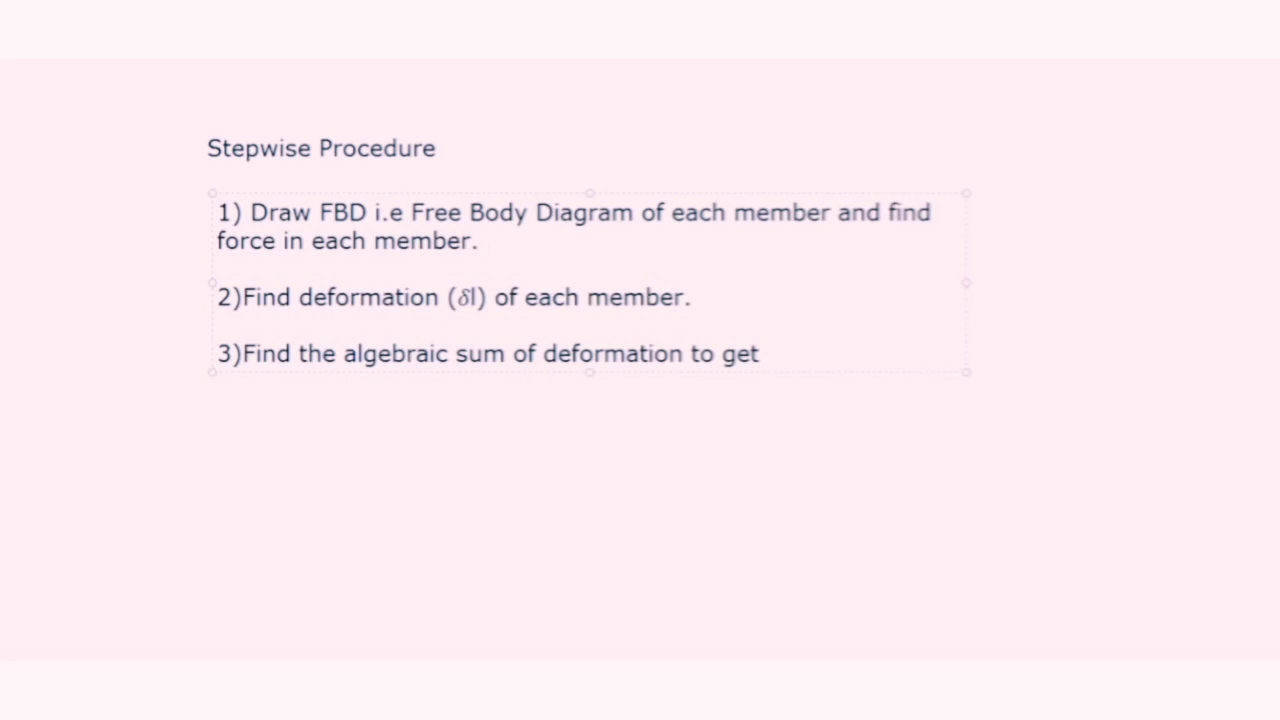 Stepwise Procedure
1) Draw FBD i.e Free Body Diagram of each member and find
force in each member.
2)Find deformation (δl) of each member.
3)Find the algebraic sum of deformation to get